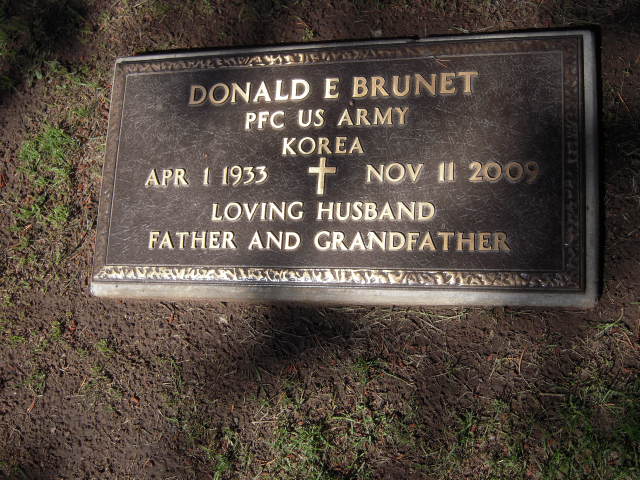 DONALD E BRUNET
PFC US ARMY
KOREA
APR 1 1933 NOV 11 2009
LOVING HUSBAND
FATHER AND GRANDFATHER